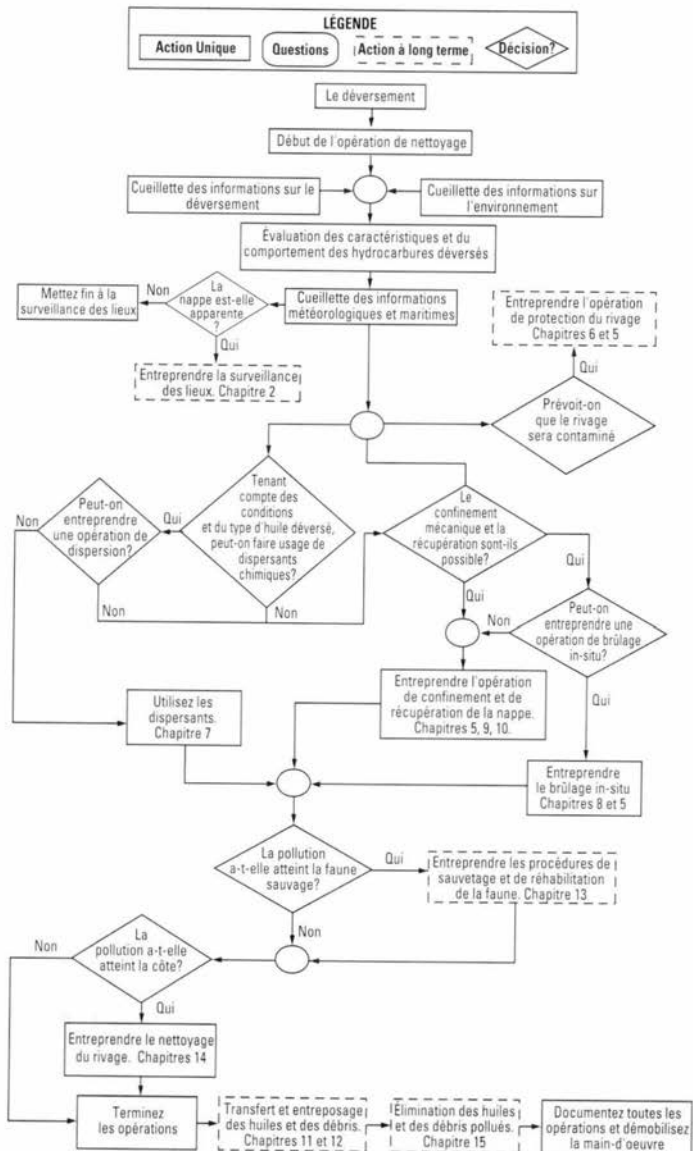 LÉGENDE
Action Unique
Questions
Action à long terme
Décision?
Le déversement
Début de l'opération de nettoyage
Cueillette des informations sur le
déversement
Cueillette des informations sur
l'environnement
Évaluation des caractéristiques et du
comportement des hydrocarbures déversés
Mettez fin à la
surveillance des lieux
Non
La
nappe est-elle
apparente
?
Cueillette des informations
météorologiques et maritimes
Entreprendre l'opération
de protection du rivage
Chapitres 6 et 5
Oui
Oui
Entreprendre la surveillance
des lieux. Chapitre 2
Prévoit-on
que le rivage
sera contaminé
Non
Peut-on
entreprendre
une opération de
dispersion?
Oui
Tenant
compte des
conditions
et du type d'huile déversé,
peut-on faire usage de
dispersants
chimiques?
Le
confinement
mécanique et la
récupération sont-ils
possible?
Non
Non
Oui
Oui
Non
Peut-on
entreprendre une
opération de brûlage
in-situ?
Utilisez les
dispersants.
Chapitre 7
Entreprendre l'opération
de confinement et de
récupération de la nappe.
Chapitres 5, 9, 10.
Oui
Entreprendre
le brûlage in-situ
Chapitres 8 et 5
La pollution
a-t-elle atteint la faune
sauvage?
Oui
Entreprendre les procédures de
sauvetage et de réhabilitation
de la faune. Chapitre 13
Non
Non
La
pollution a-t-elle
atteint la côte?
Oui
Entreprendre le nettoyage
du rivage. Chapitres 14
Terminez
les opérations
Transfert et entreposage
des huiles et des débris.
Chapitres 11 et 12
Élimination des huiles
et des débris pollués.
Chapitre 15
Documentez toutes les
opérations et démobilisez
la main-d'oeuvre